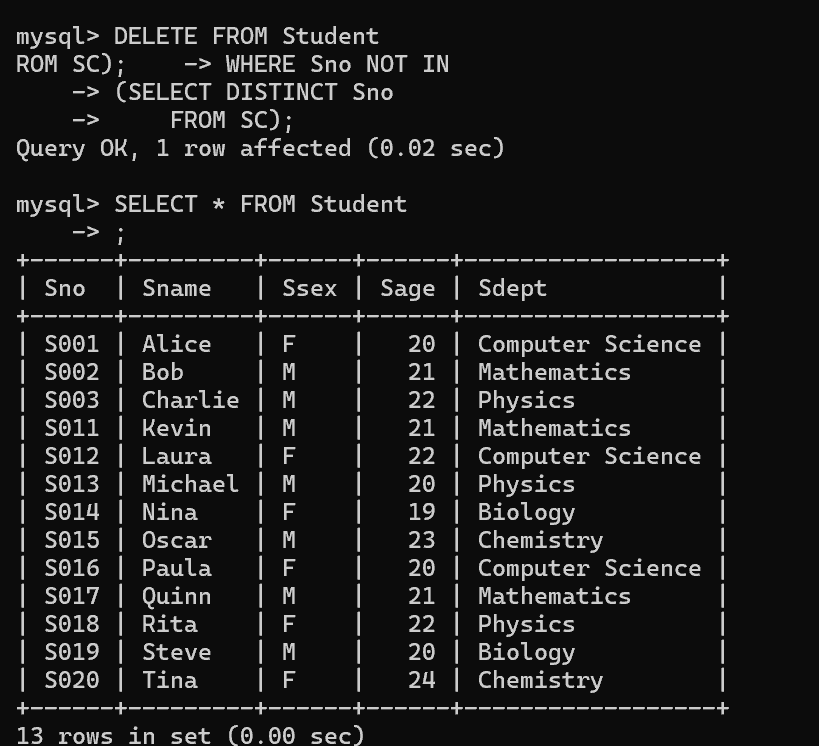 mysql> DELETE FROM Student
ROM SC);    -> WHERE Sno NOT IN
    -> (SELECT DISTINCT Sno
    ->     FROM SC);
Query OK, 1 row affected (0.02 sec)

mysql> SELECT * FROM Student
    -> ;
+------+---------+------+------+------------------+
| Sno  | Sname   | Ssex | Sage | Sdept            |
+------+---------+------+------+------------------+
| S001 | Alice   | F    |   20 | Computer Science |
| S002 | Bob     | M    |   21 | Mathematics      |
| S003 | Charlie | M    |   22 | Physics          |
| S011 | Kevin   | M    |   21 | Mathematics      |
| S012 | Laura   | F    |   22 | Computer Science |
| S013 | Michael | M    |   20 | Physics          |
| S014 | Nina    | F    |   19 | Biology          |
| S015 | Oscar   | M    |   23 | Chemistry        |
| S016 | Paula   | F    |   20 | Computer Science |
| S017 | Quinn   | M    |   21 | Mathematics      |
| S018 | Rita    | F    |   22 | Physics          |
| S019 | Steve   | M    |   20 | Biology          |
| S020 | Tina    | F    |   24 | Chemistry        |
+------+---------+------+------+------------------+
13 rows in set (0.00 sec)